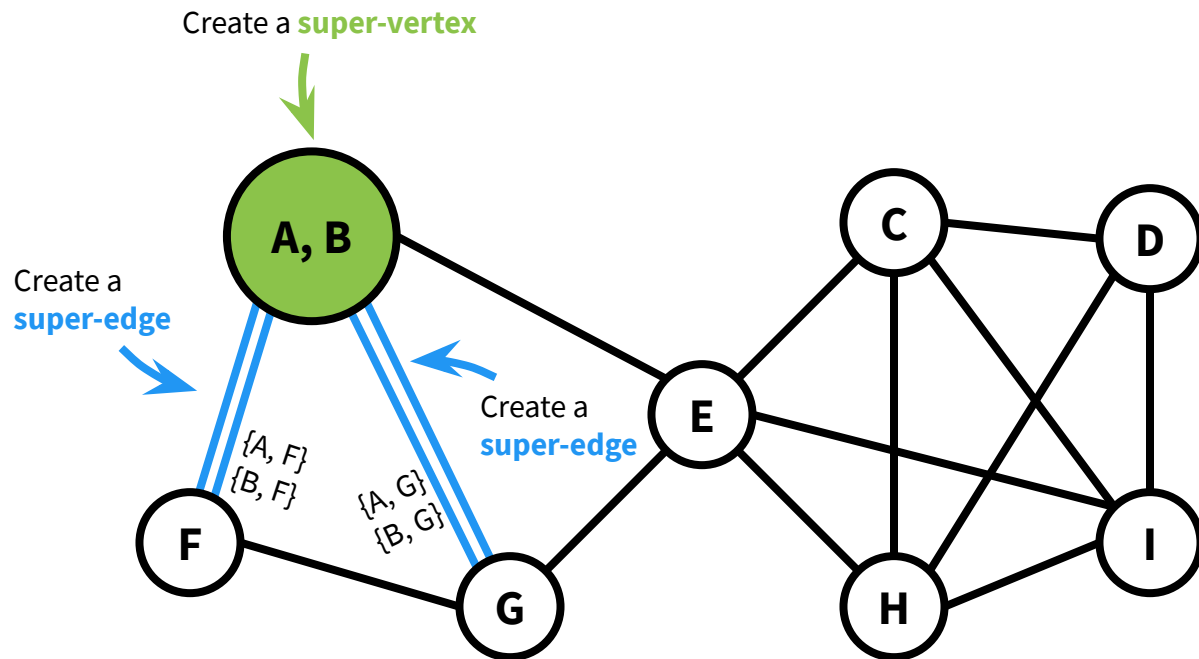 Create a super-vertex
A, B
C
D
Create a
super-edge
Create a
super-edge
E
{A, F}
{B, F}
{A, G}
{B, G}
F
I
G
H